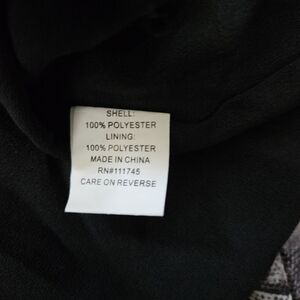 SHELL:
100% POLYESTER
LINING:
100% POLYESTER
MADE IN CHINA
RN#111745
CARE ON REVERSE